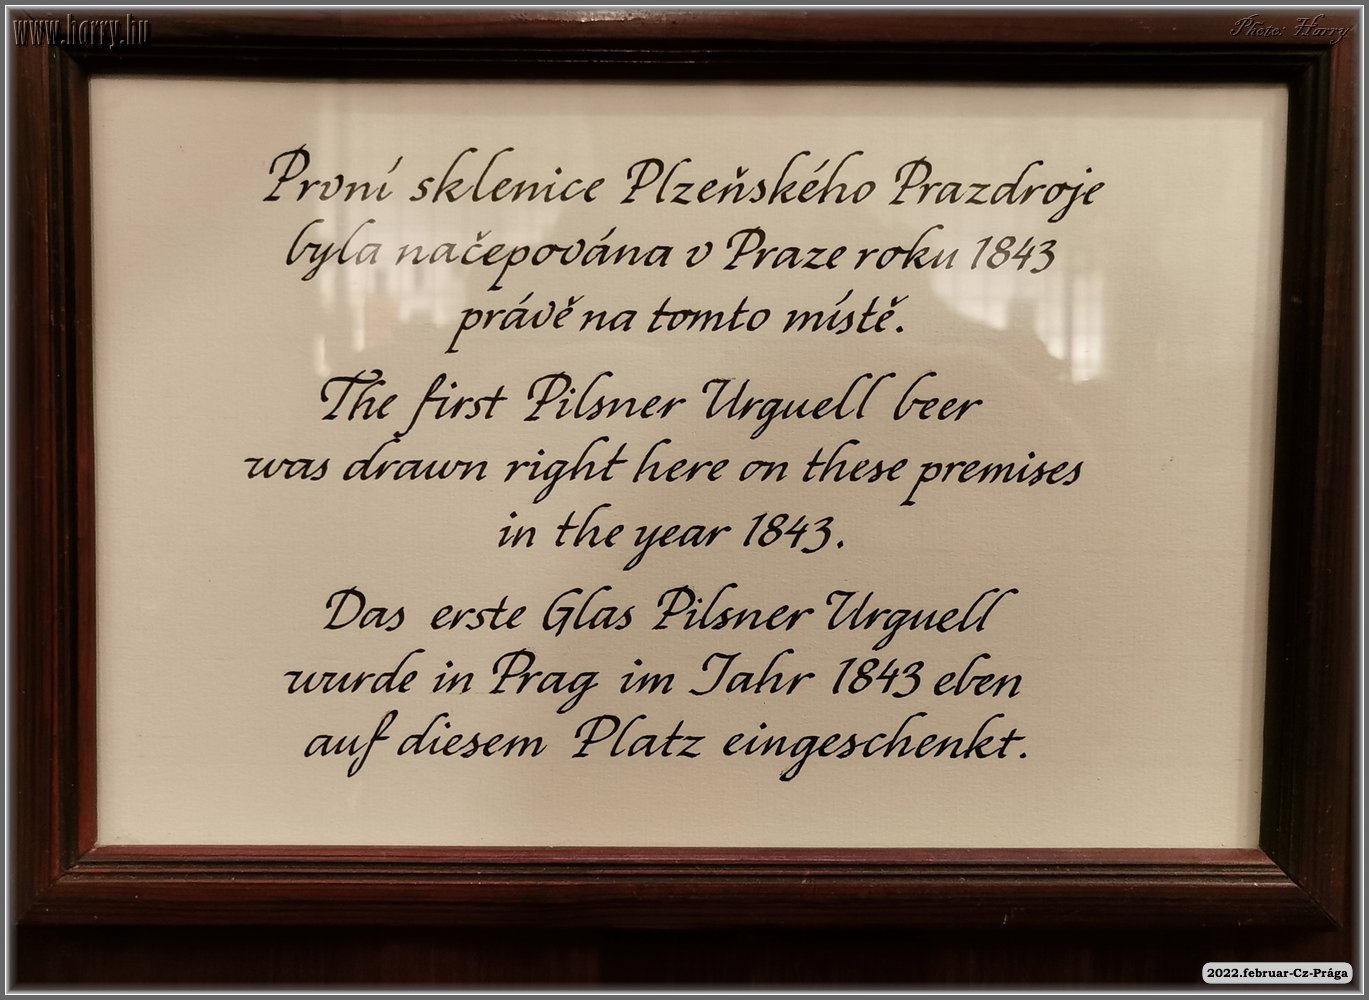 www.harry.hu
Photo: Harry
První sklenice Plzeňského Prazdroje
byla načepována v Praze roku 1843
právě na tomto místě.
The first Pilsner Urguell beer
was drawn right here on these premises
in the year 1843.
Das erste Glas Pilsner Urguell
wurde in Prag im Jahr 1843 eben
auf diesem Platz eingeschenkt.
2022.februar-Cz-Prága